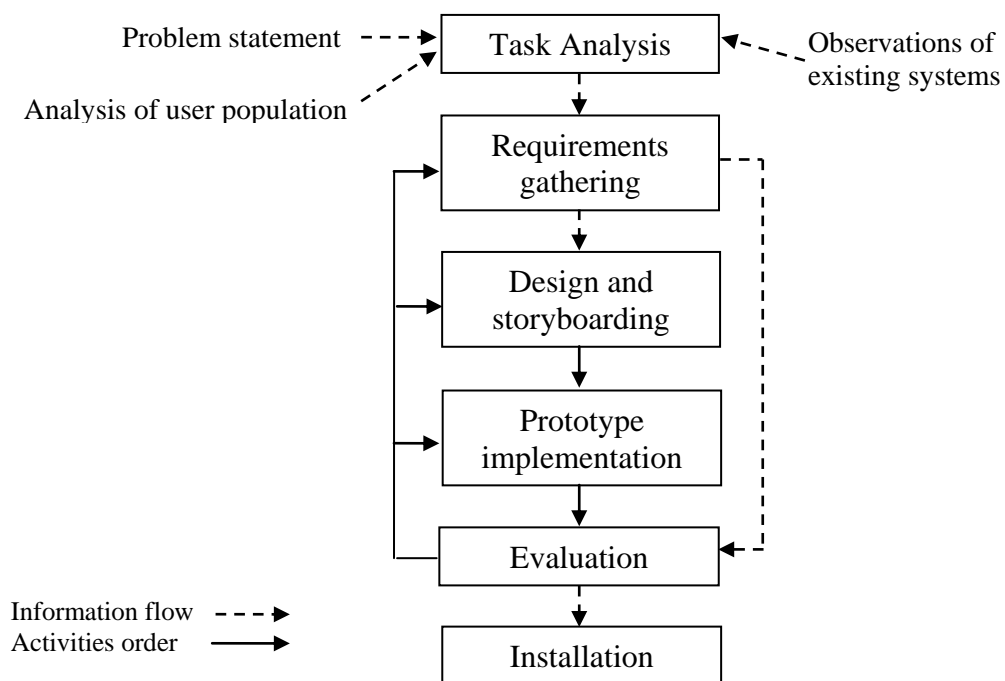 Problem statement
Task Analysis
Observations of
existing systems
Analysis of user population
Requirements
gathering
Design and
storyboarding
Prototype
implementation
Evaluation
Information flow
Activities order
Installation